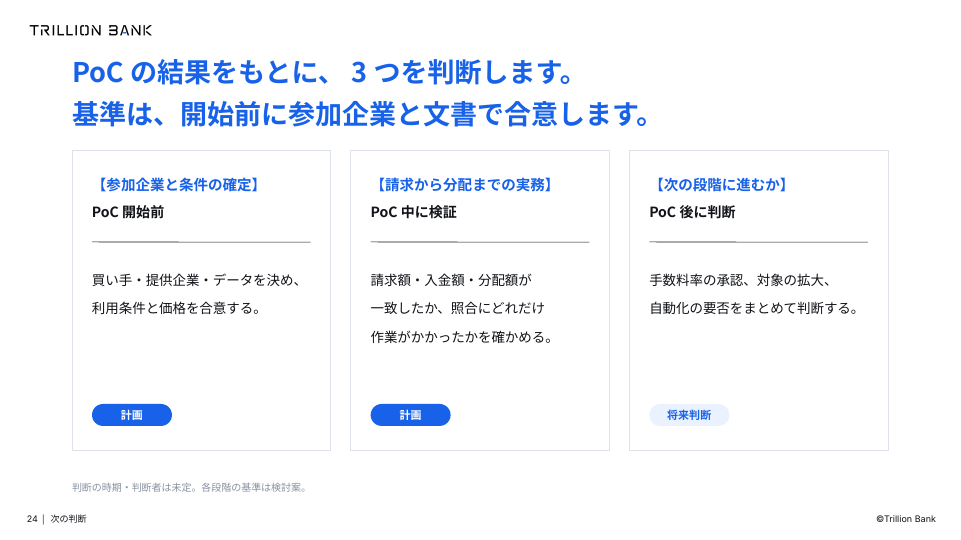 TRILLION BANK
PoC の結果をもとに、 3 つを判断します。
基準は、開始前に参加企業と文書で合意します。
【参加企業と条件の確定】
PoC 開始前
買い手・提供企業・データを決め、
利用条件と価格を合意する。
計画
【請求から分配までの実務】
PoC 中に検証
請求額・入金額・分配額が
一致したか、照合にどれだけ
作業がかかったかを確かめる。
計画
【次の段階に進むか】
PoC 後に判断
手数料率の承認、対象の拡大、
自動化の要否をまとめて判断する。
将来判断
判断の時期・判断者は未定。各段階の基準は検討案。
24 | 次の判断
©Trillion Bank